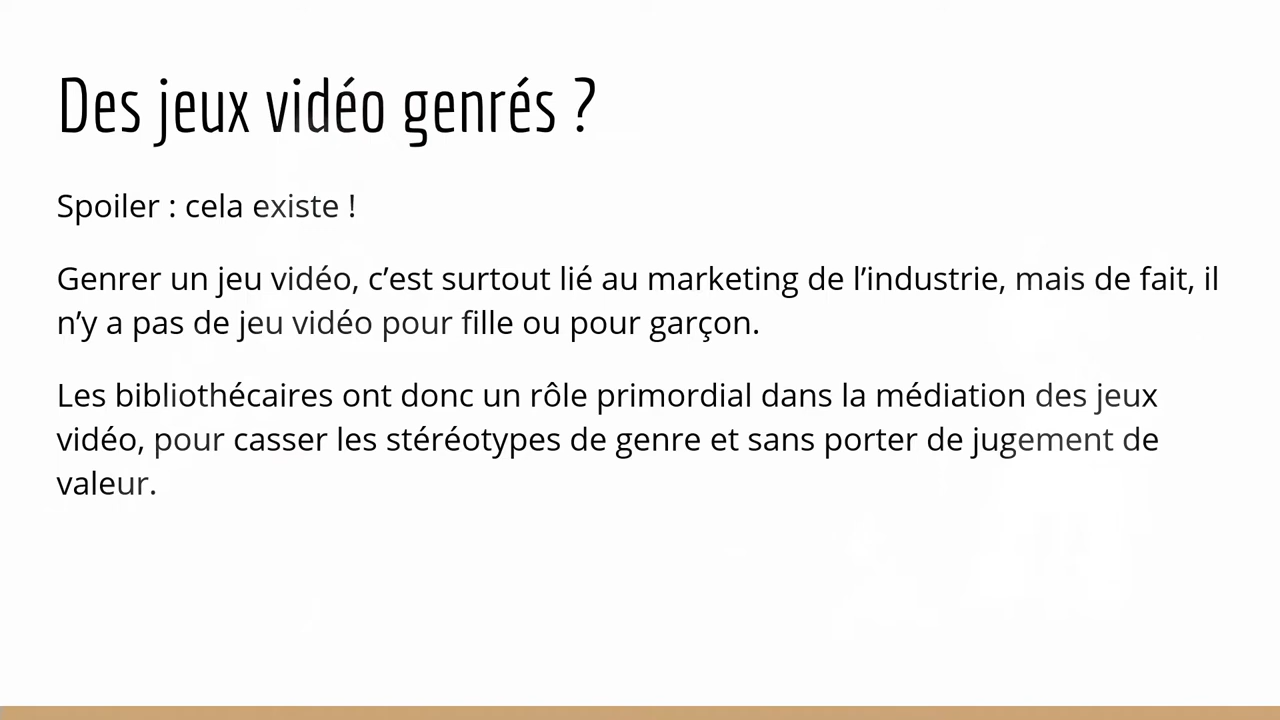 Des jeux vidéo genrés ?
Spoiler : cela existe !
Genrer un jeu vidéo, c’est surtout lié au marketing de l’industrie, mais de fait, il
n’y a pas de jeu vidéo pour fille ou pour garçon.
Les bibliothécaires ont donc un rôle primordial dans la médiation des jeux
vidéo, pour casser les stéréotypes de genre et sans porter de jugement de
valeur.